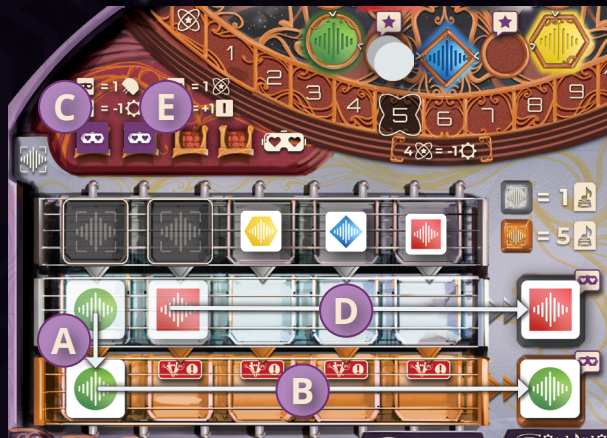 1 2 3 4 5 6 7 8 9
C = 1 E = 1
= -1 = +1 !
4 = -1
= 1
= 5
D
A
! ! ! !
B